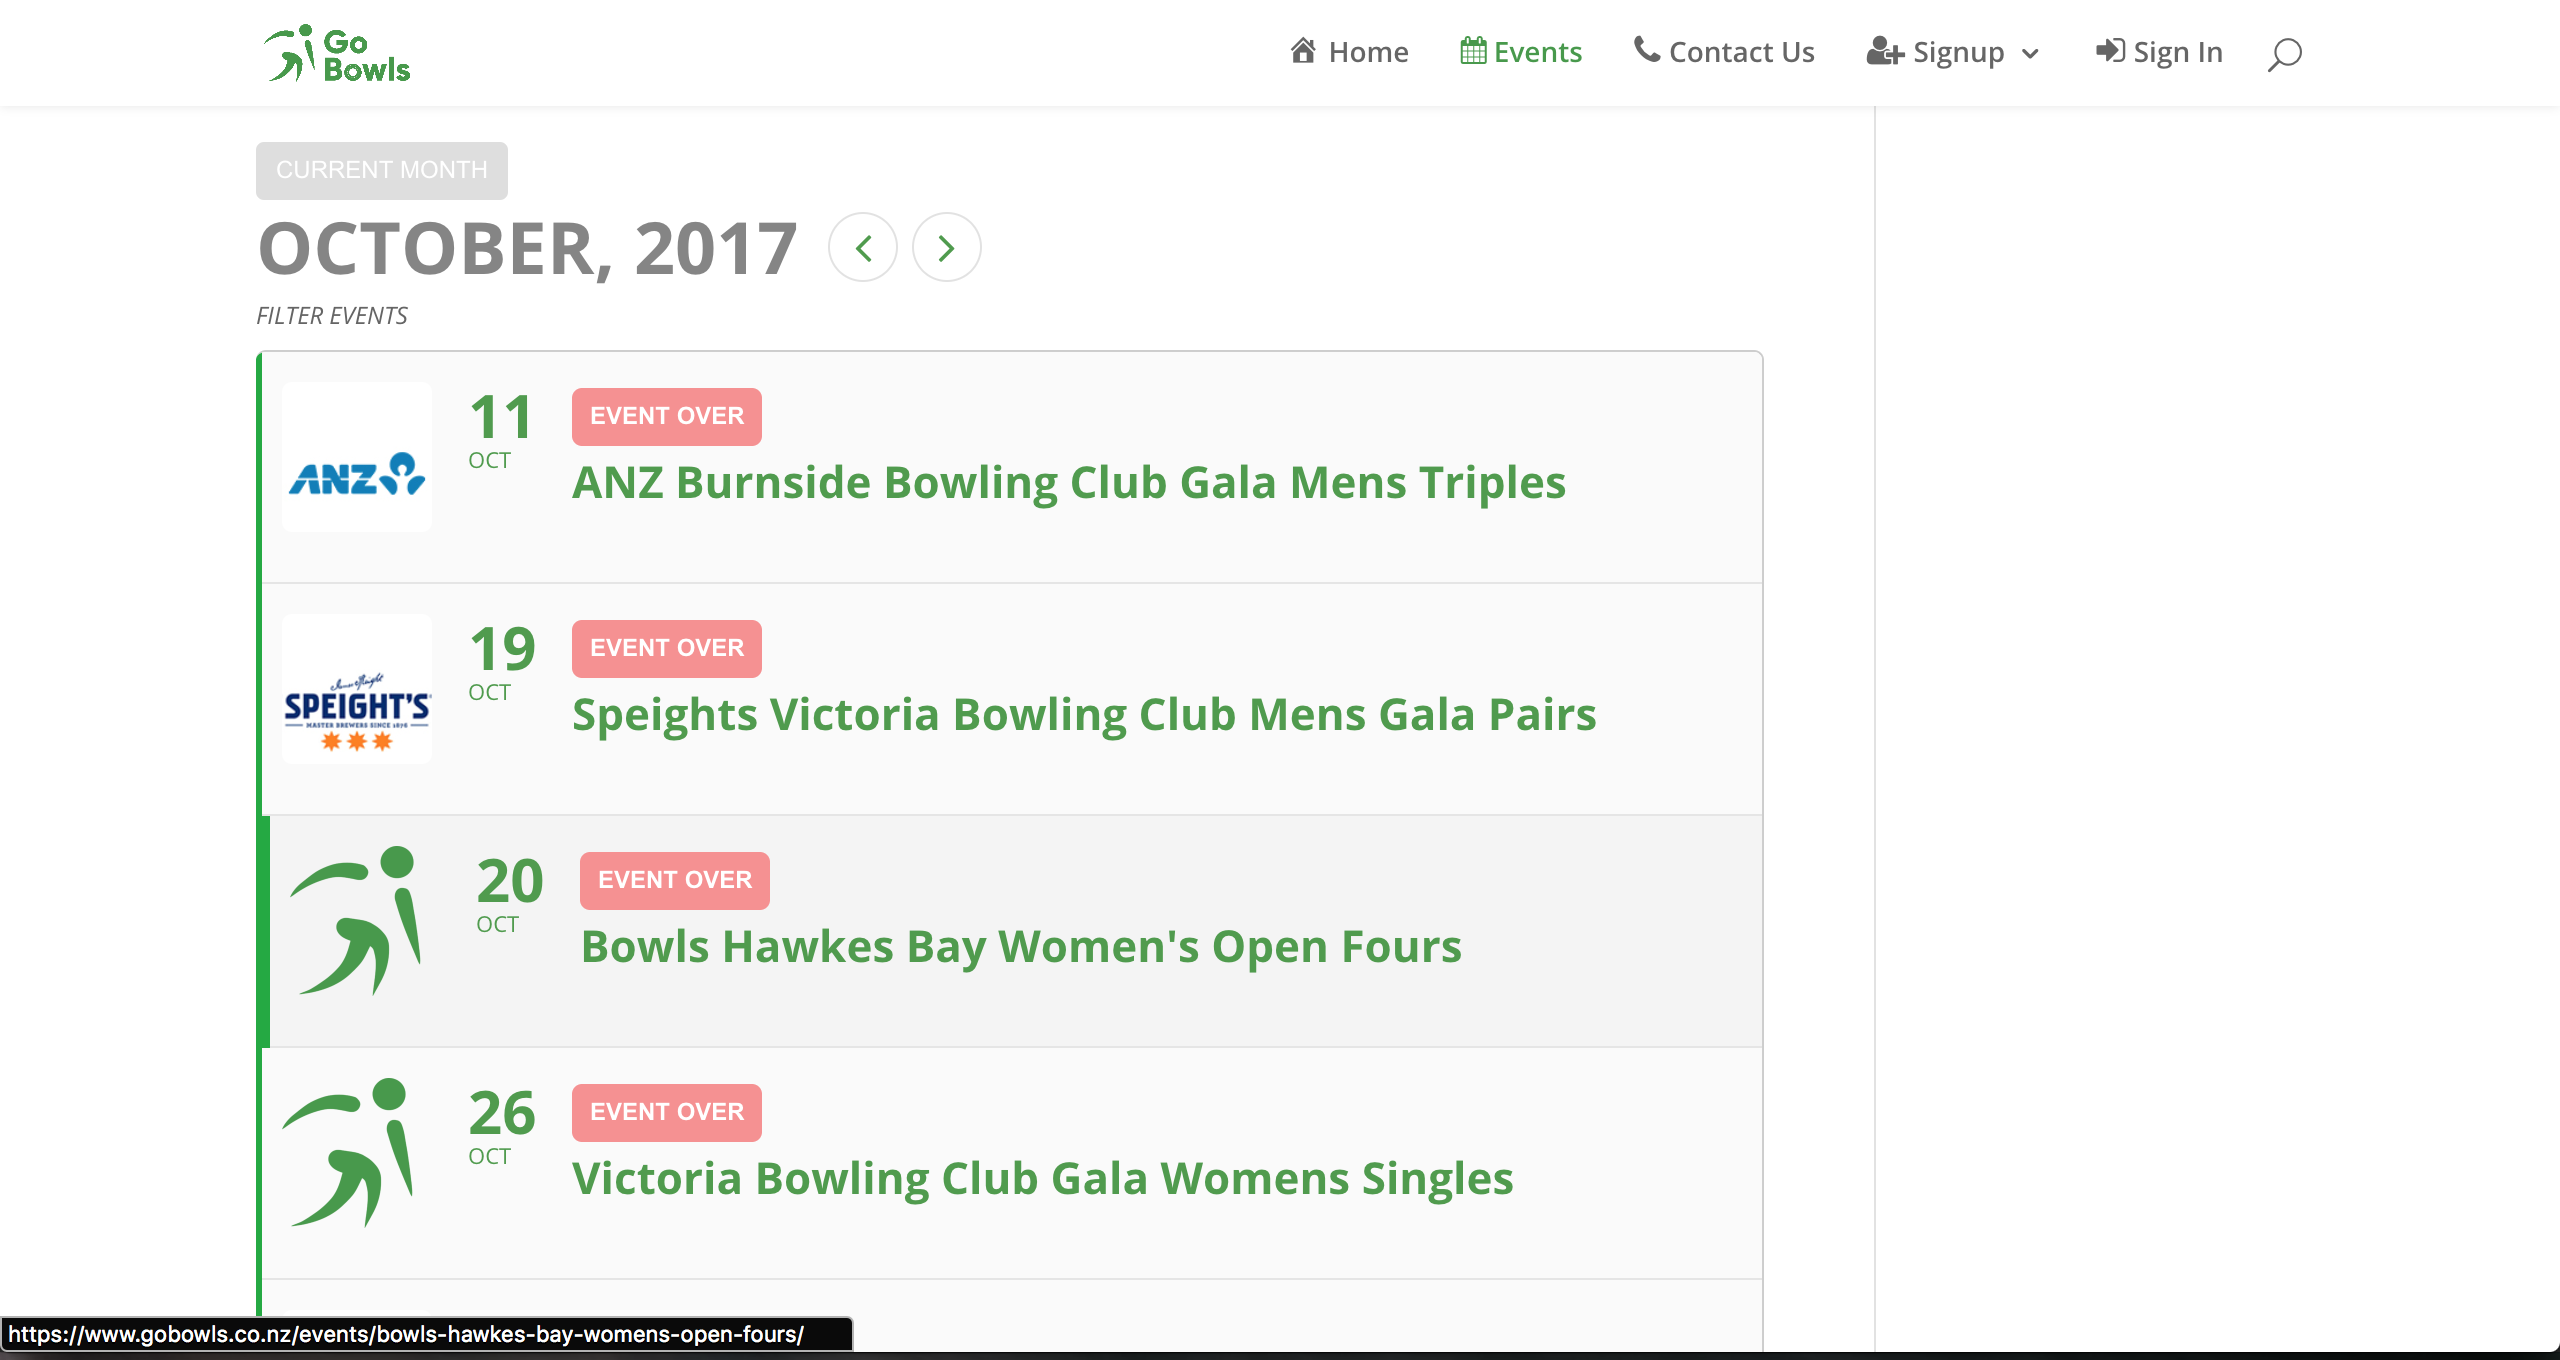 Go
Bowls
Home
Events
Contact Us
Signup
Sign In
CURRENT MONTH
OCTOBER, 2017
FILTER EVENTS
ANZ
11
OCT
EVENT OVER
ANZ Burnside Bowling Club Gala Mens Triples
SPEIGHT'S
MASTER BREWERS SINCE 1876
19
OCT
EVENT OVER
Speights Victoria Bowling Club Mens Gala Pairs
20
OCT
EVENT OVER
Bowls Hawkes Bay Women's Open Fours
26
OCT
EVENT OVER
Victoria Bowling Club Gala Womens Singles
https://www.gobowls.co.nz/events/bowls-hawkes-bay-womens-open-fours/